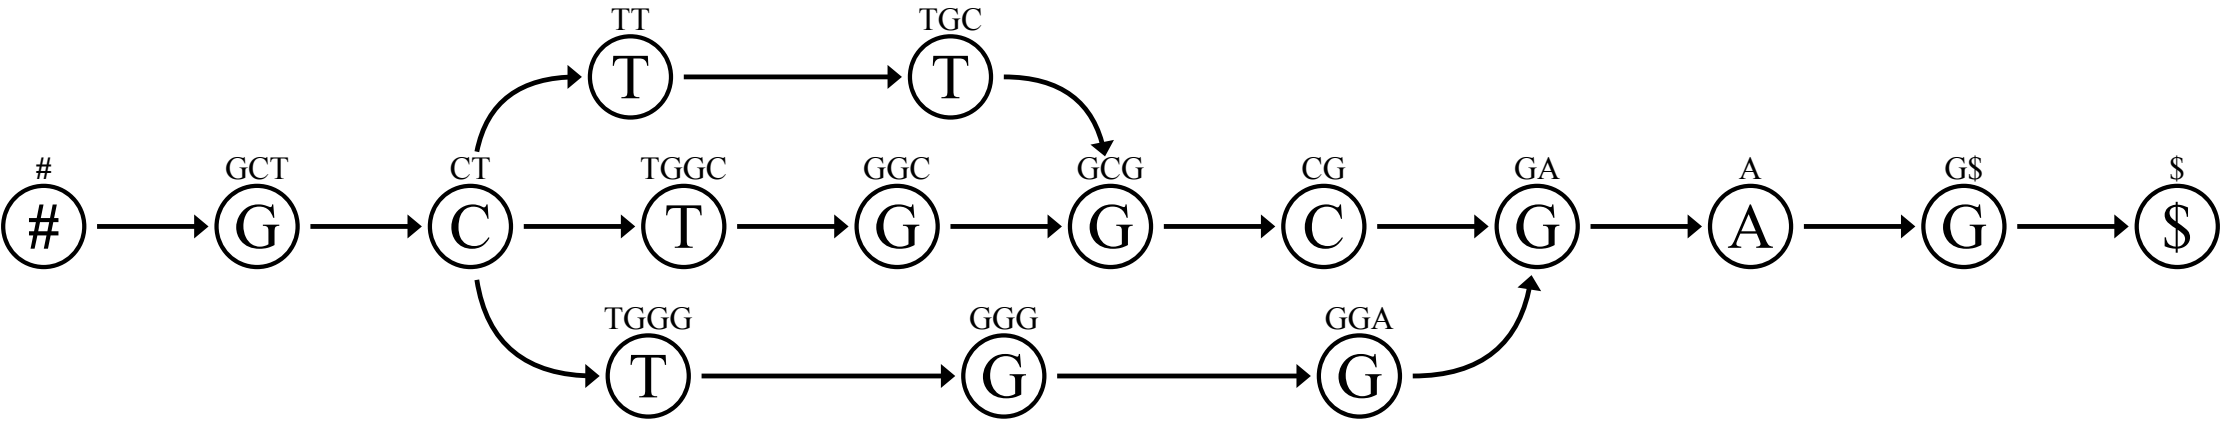 TT TGC
T T
# GCT CT TGGC GGC GCG CG GA A G$ $
# G C T G G C G A G $
TGGG GGG GGA
T G G